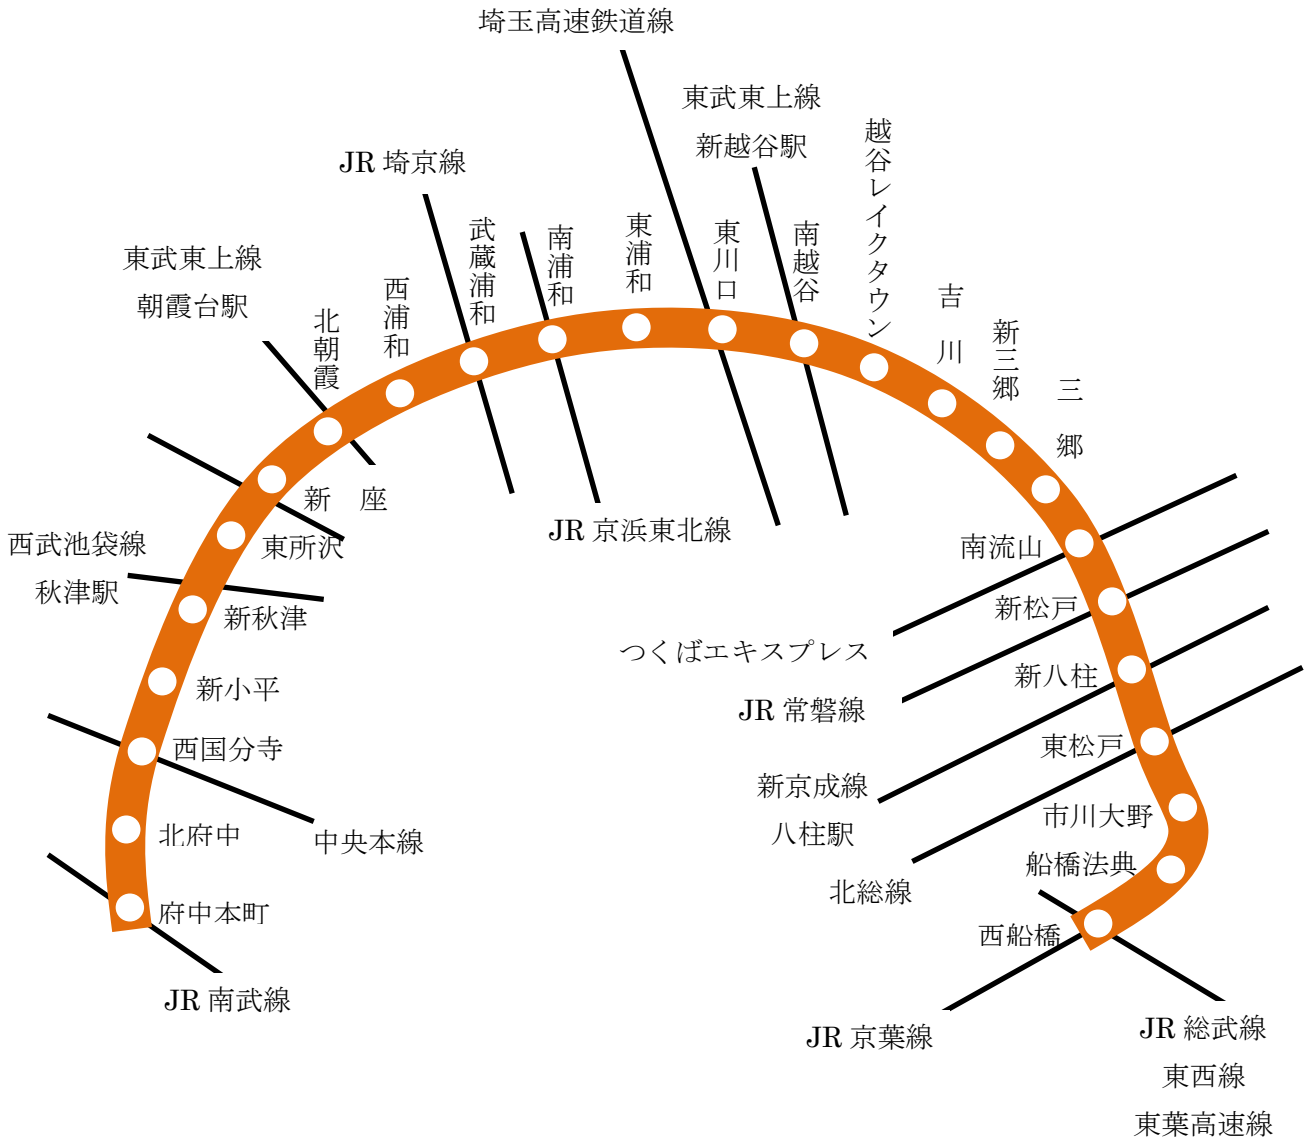 埼玉高速鉄道線
東武東上線
新越谷駅
JR 埼京線
東武東上線
朝霞台駅
北朝霞
西浦和
武蔵浦和
南浦和
東浦和
東川口
南越谷
越谷レイクタウン
吉川
新三郷
三郷
新 座
東所沢
西武池袋線
秋津駅
新秋津
新小平
西国分寺
中央本線
北府中
府中本町
JR 南武線
JR 京浜東北線
南流山
新松戸
つくばエキスプレス
新八柱
JR 常磐線
東松戸
新京成線
八柱駅
市川大野
船橋法典
北総線
西船橋
JR 京葉線
JR 総武線
東西線
東葉高速線